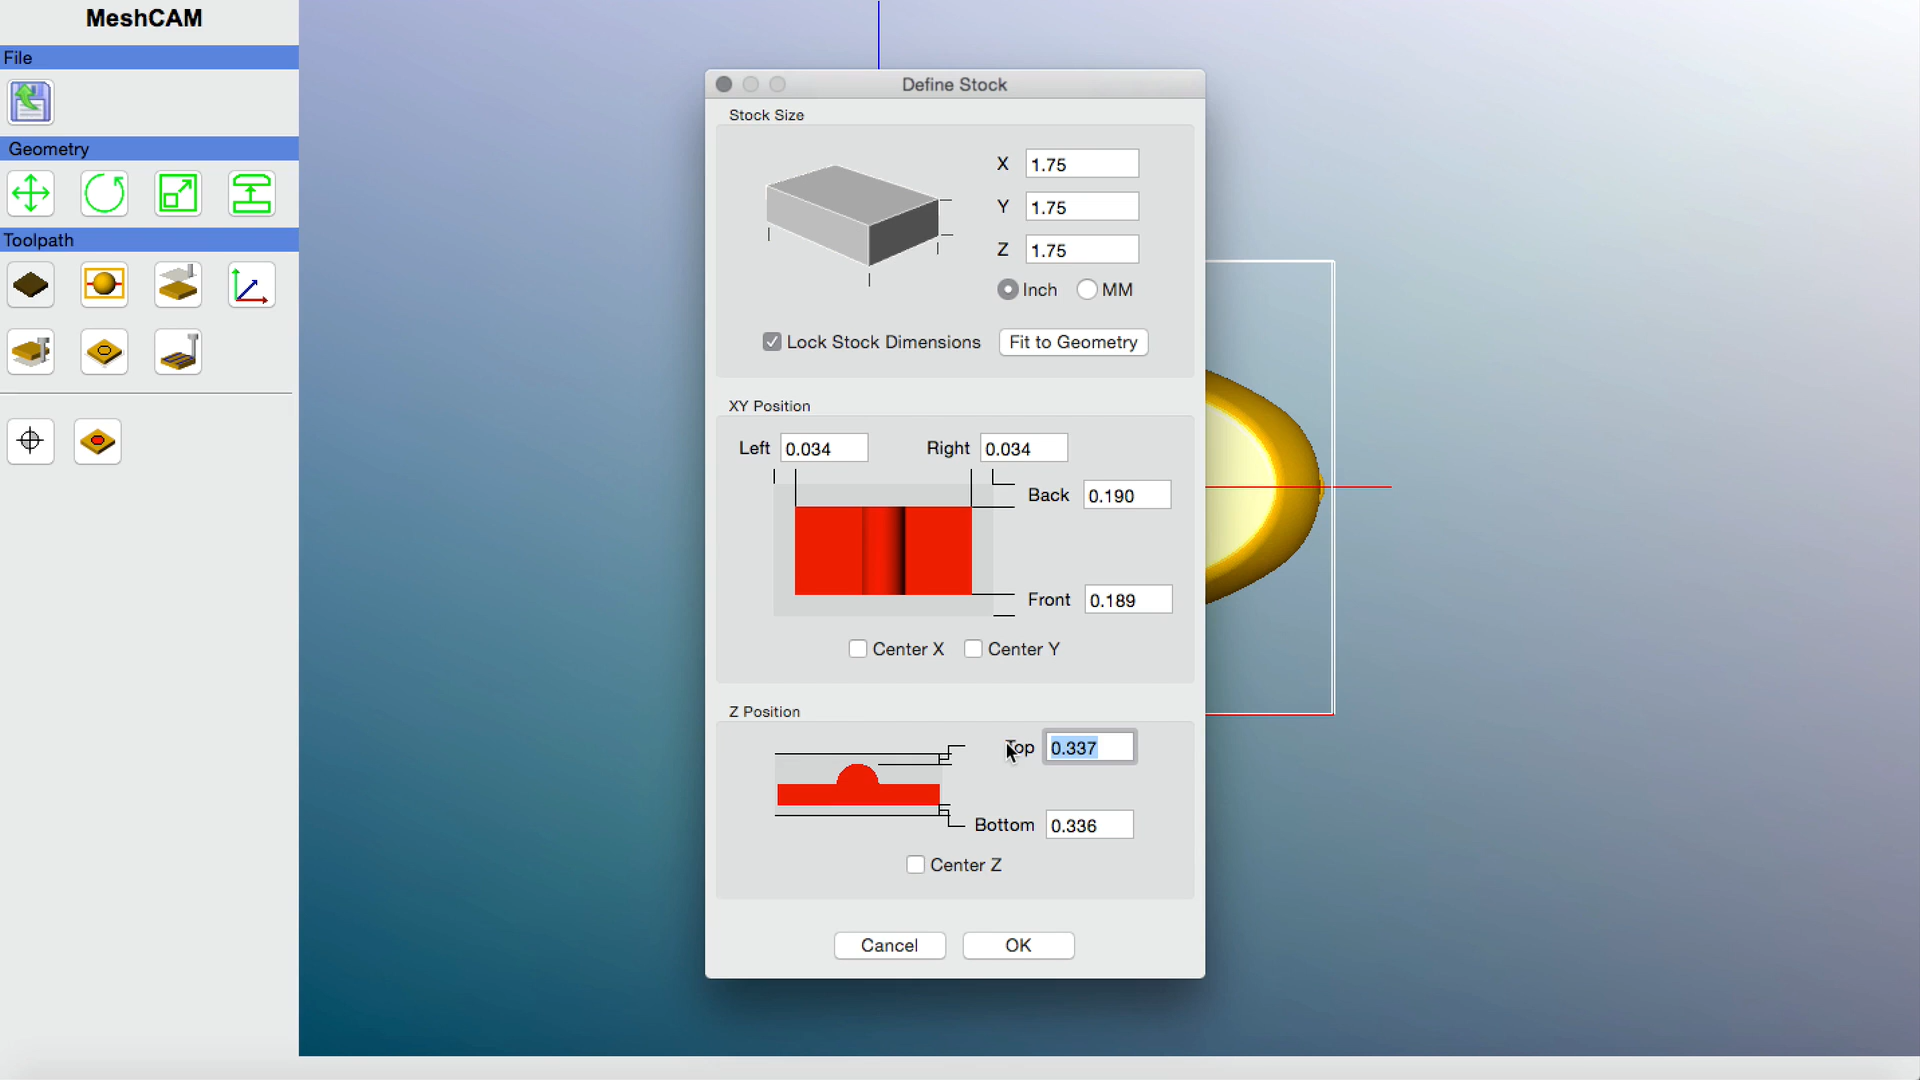 MeshCAM
File
Geometry
Toolpath
Define Stock
Stock Size
X 1.75
Y 1.75
Z 1.75
Inch MM
Lock Stock Dimensions Fit to Geometry
XY Position
Left 0.034 Right 0.034
Back 0.190
Front 0.189
Center X Center Y
Z Position
Top 0.337
Bottom 0.336
Center Z
Cancel OK